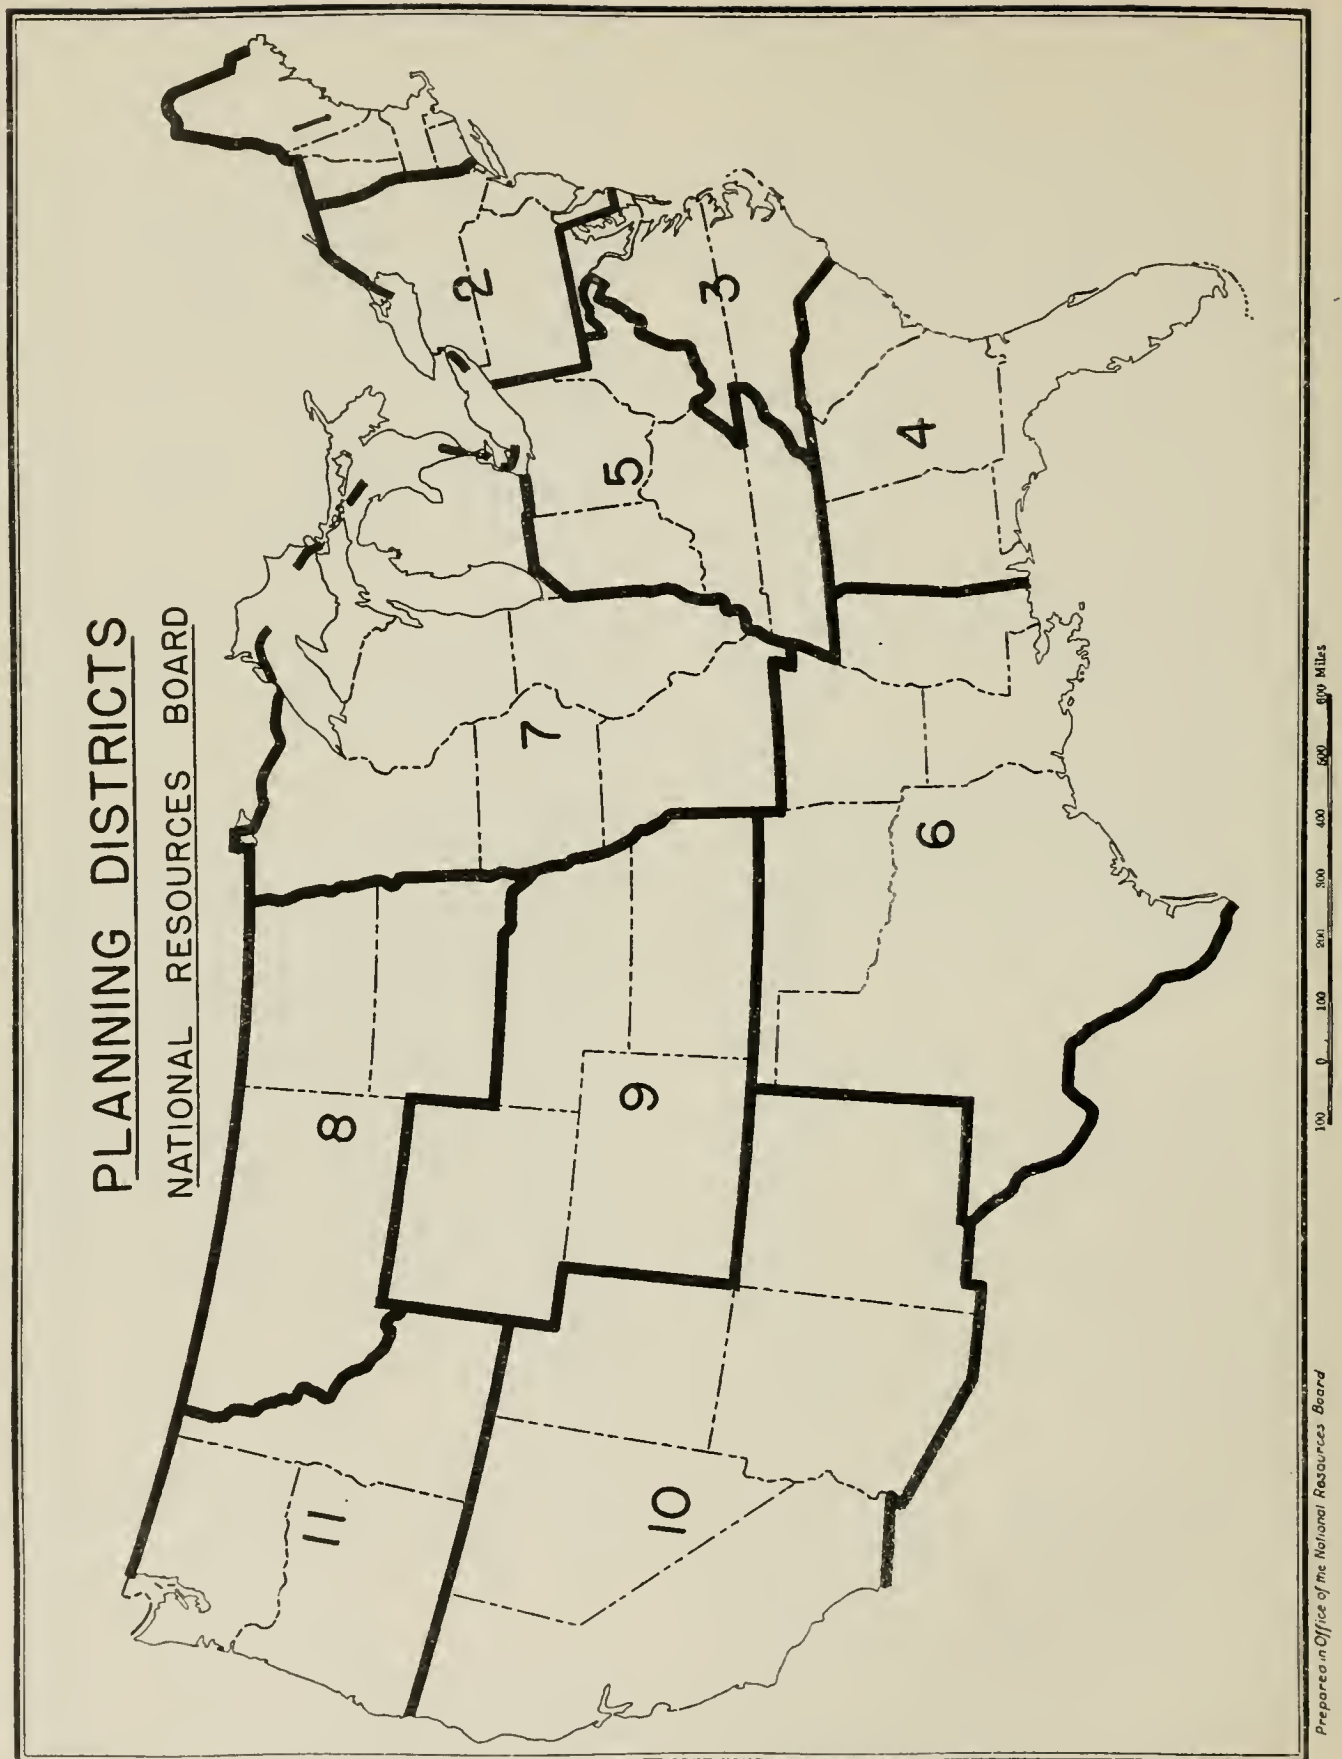 PLANNING DISTRICTS
NATIONAL RESOURCES BOARD
1
2
3
4
5
6
7
8
9
10
11
100 0 100 200 300 400 500 600 Miles
Prepared in Office of the National Resources Board